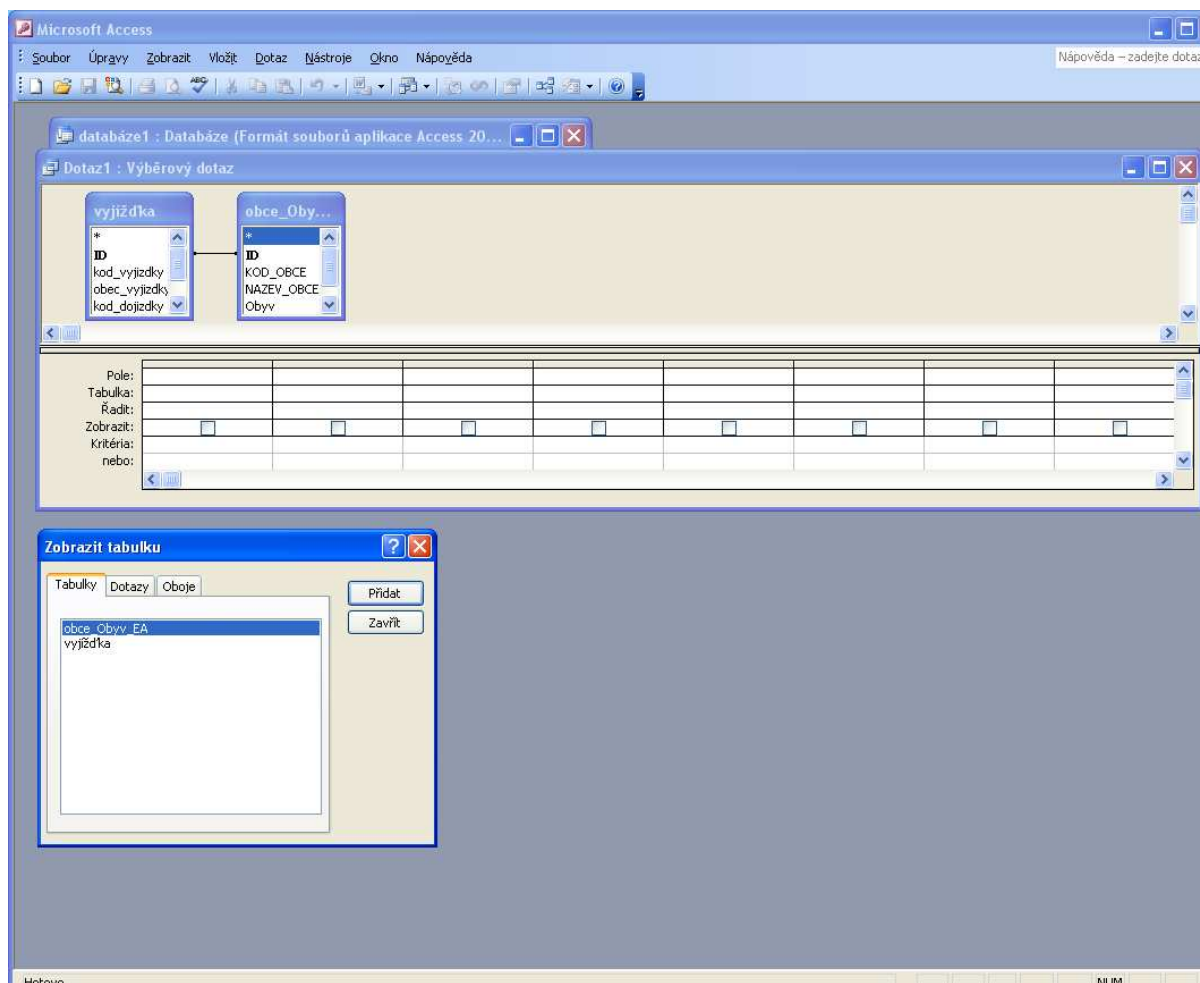 Microsoft Access
Soubor Úpravy Zobrazit Vložit Dotaz Nástroje Okno Nápověda
Nápověda – zadejte dotaz
databáze1 : Databáze (Formát souborů aplikace Access 20...
Dotaz1 : Výběrový dotaz
vyjížďka
*
ID
kod_vyjizdky
obec_vyjizdky
kod_dojizdky
obce_Oby...
*
ID
KOD_OBCE
NAZEV_OBCE
Obyv
Pole:
Tabulka:
Řadit:
Zobrazit:
Kritéria:
nebo:
Zobrazit tabulku
Tabulky Dotazy Oboje
obce_Obyv_EA
vyjížďka
Přidat
Zavřít
Hotovo
NUM